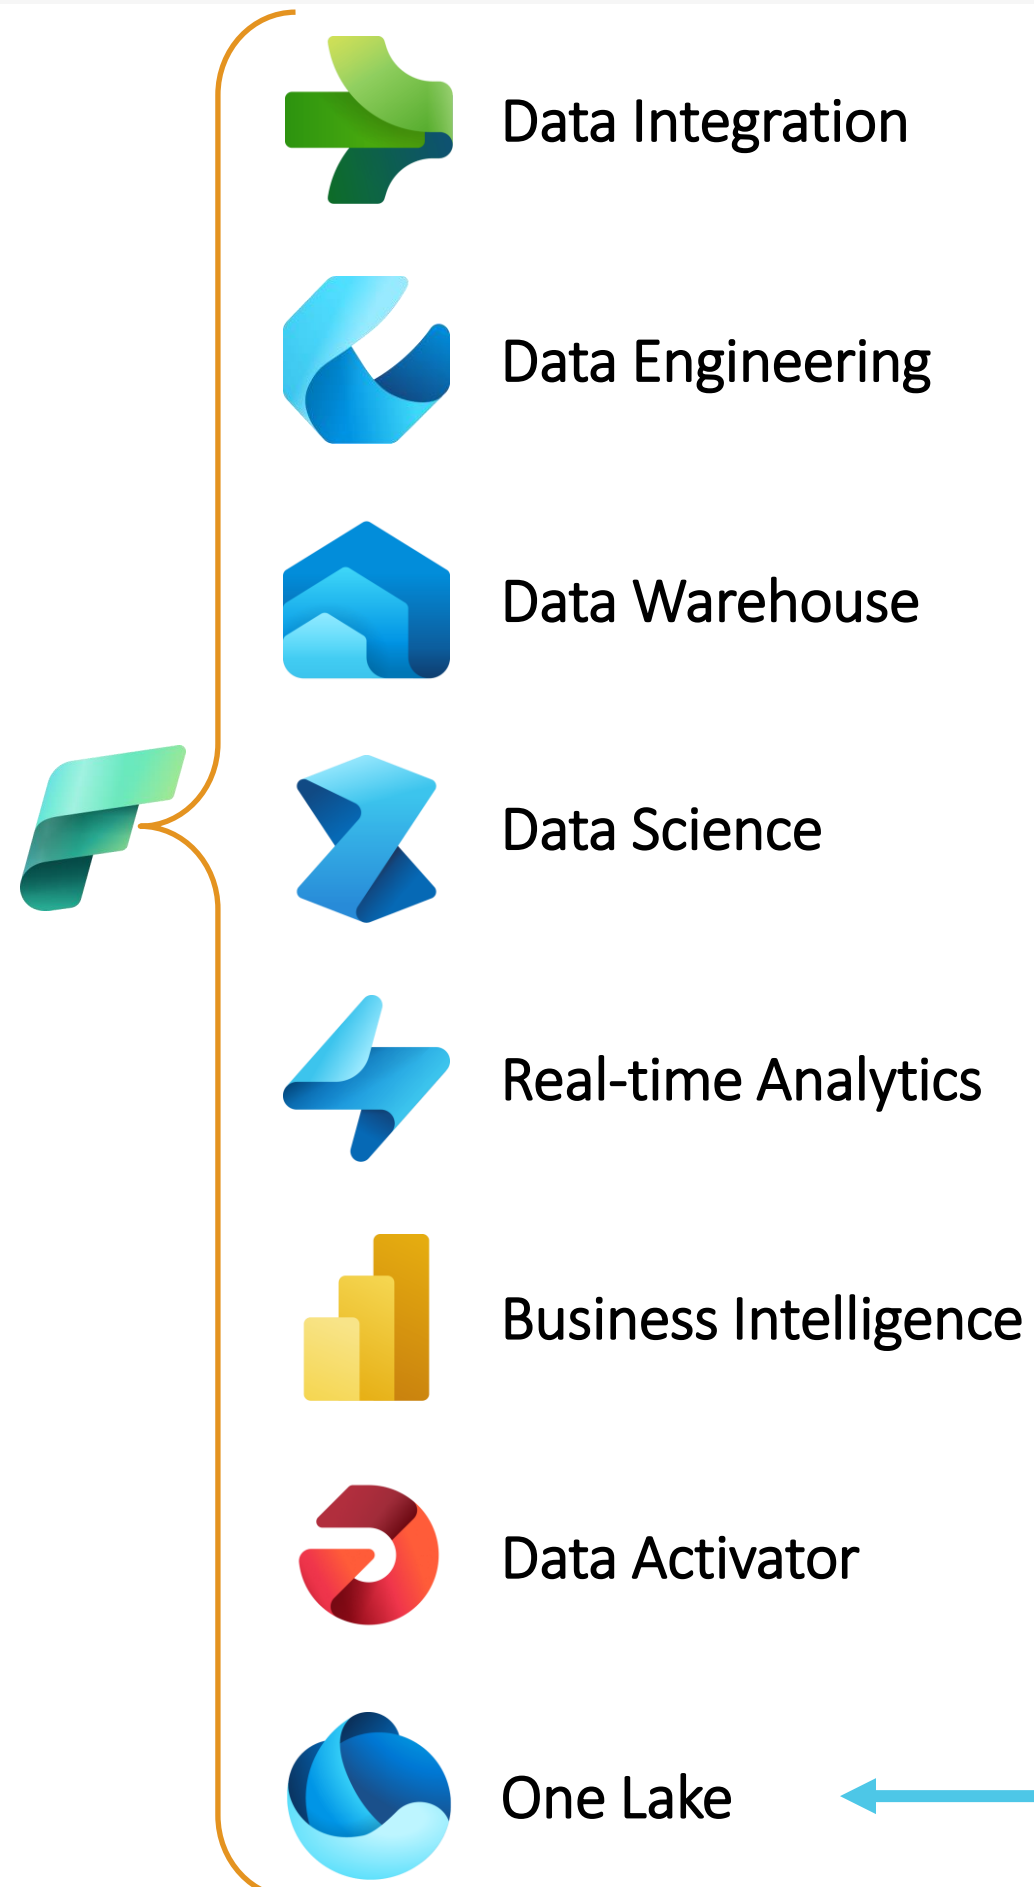 Data Integration
Data Engineering
Data Warehouse
Data Science
Real-time Analytics
Business Intelligence
Data Activator
One Lake